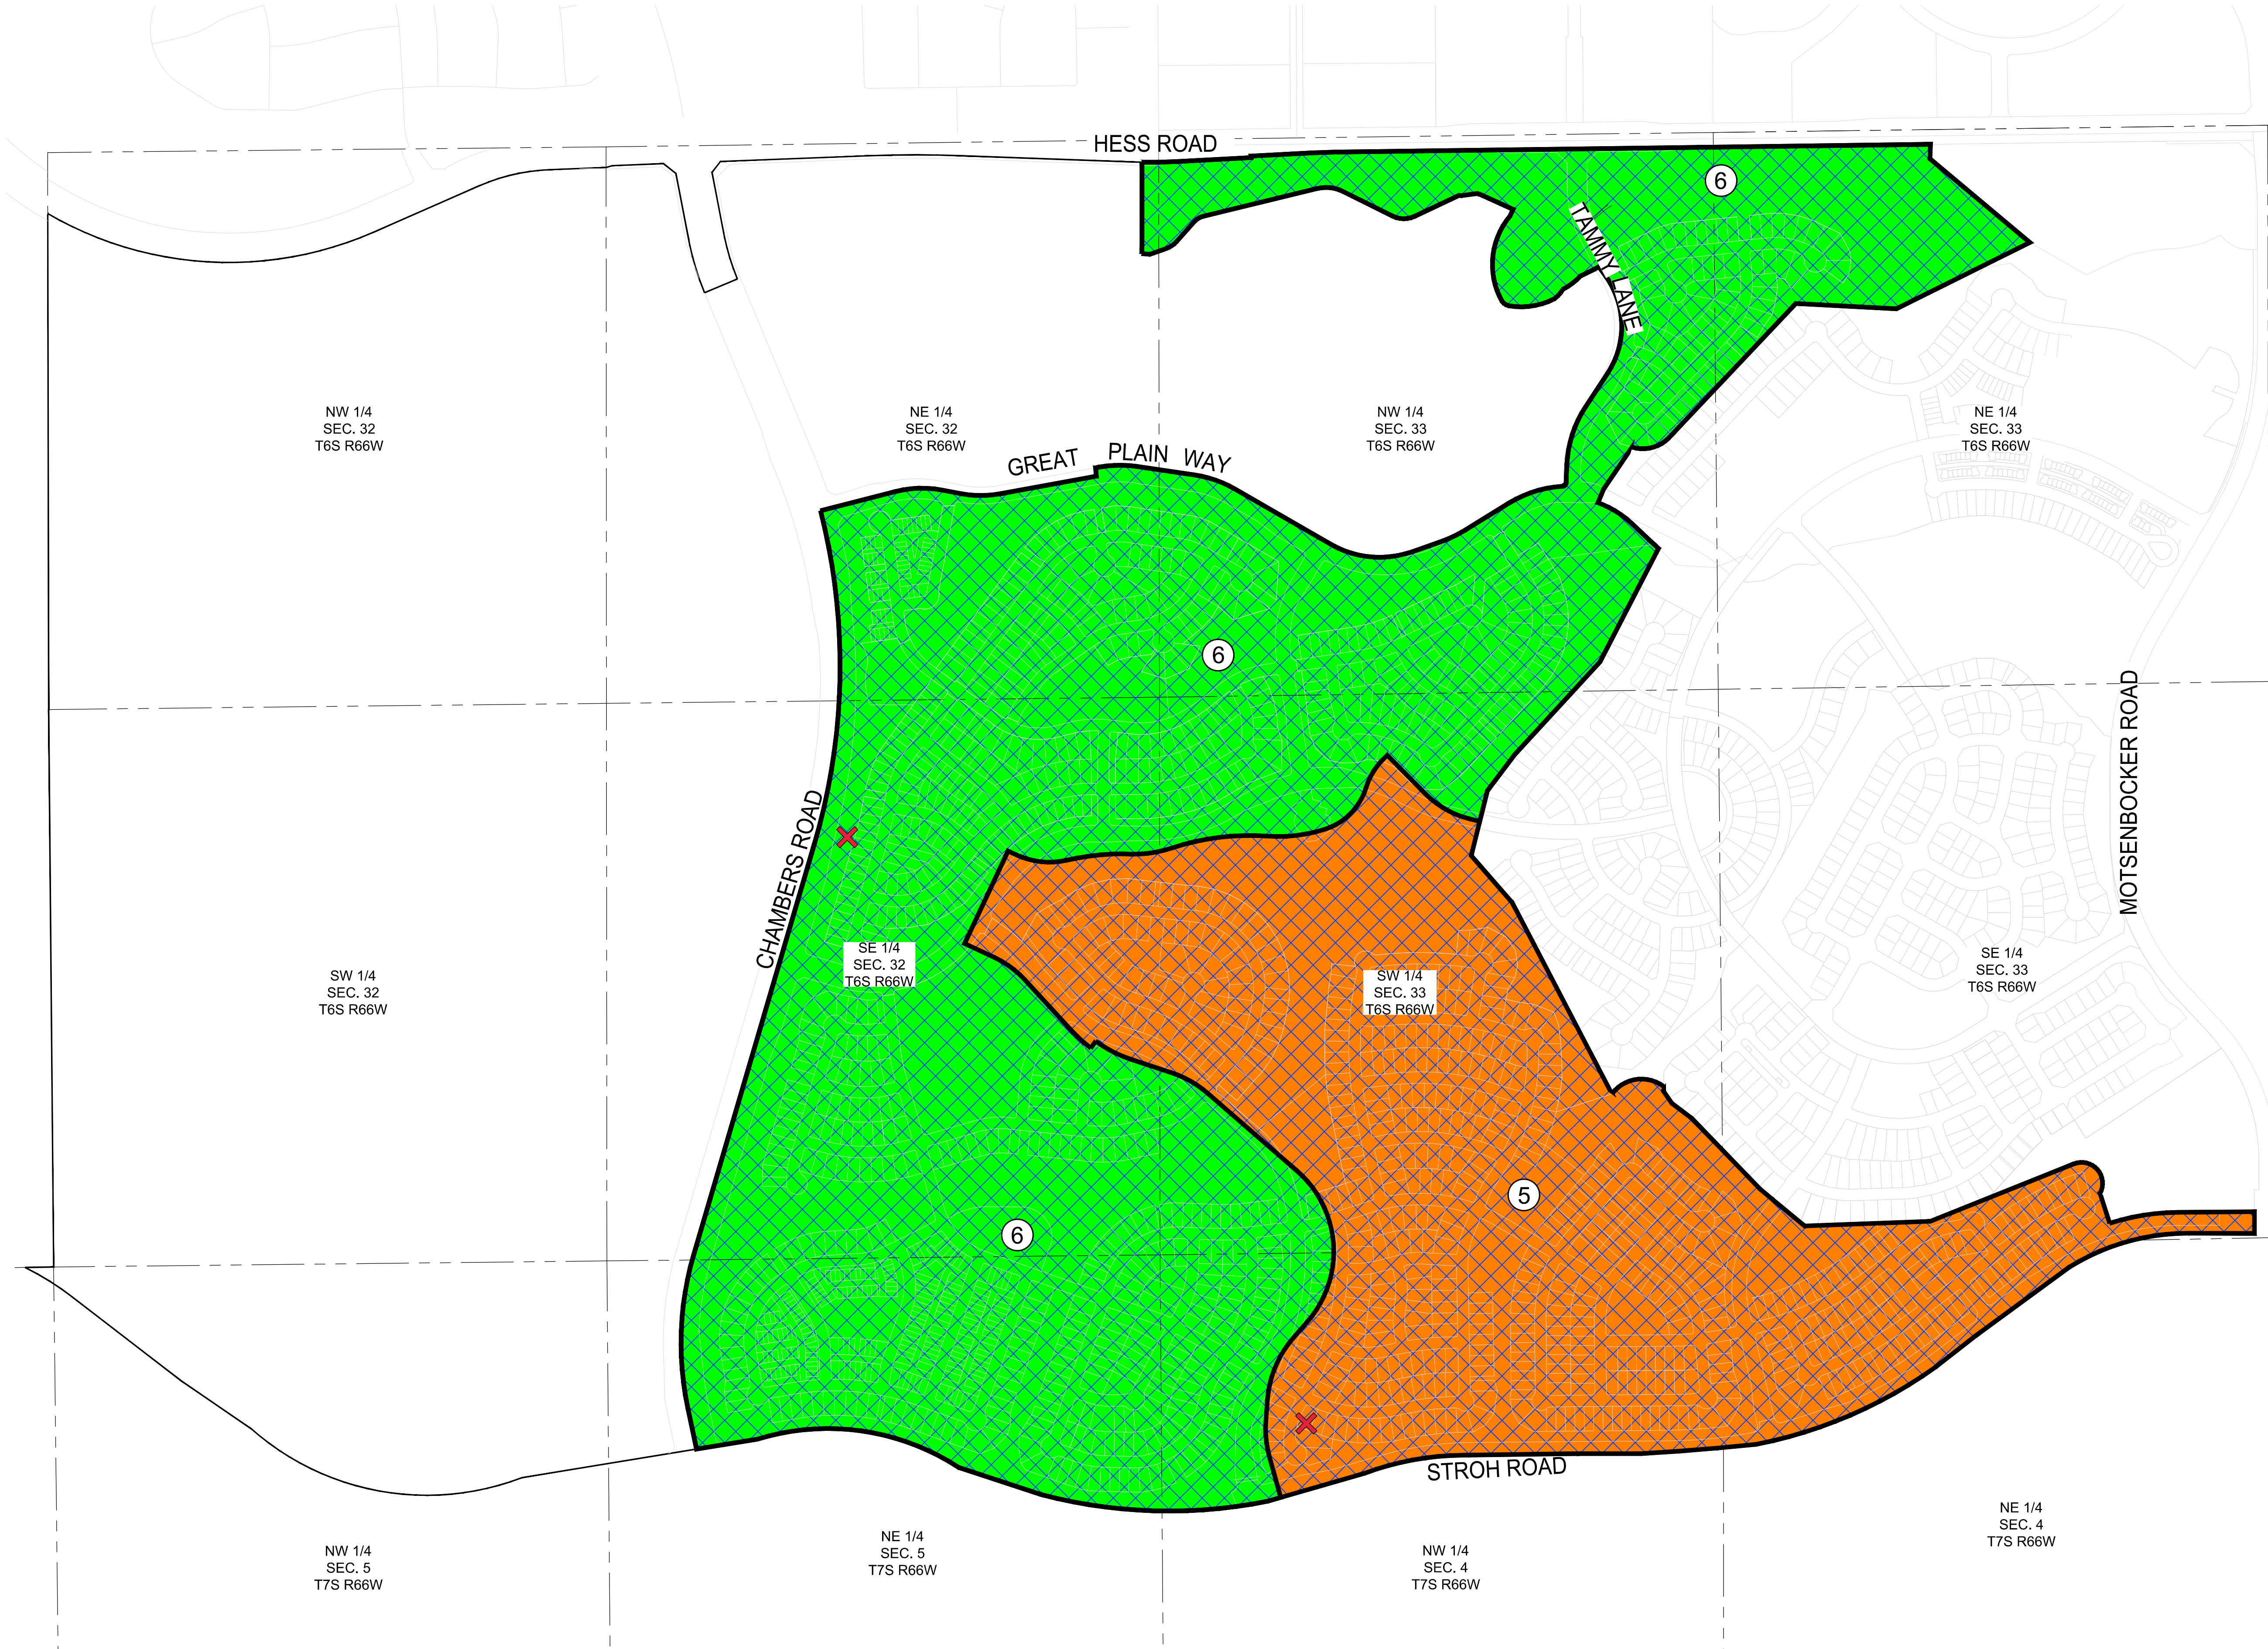 HESS ROAD
6
TAMMY LANE
NW 1/4
SEC. 32
T6S R66W
NE 1/4
SEC. 32
T6S R66W
NW 1/4
SEC. 33
T6S R66W
NE 1/4
SEC. 33
T6S R66W
GREAT PLAIN WAY
6
MOTSENBOCKER ROAD
CHAMBERS ROAD
SW 1/4
SEC. 32
T6S R66W
SE 1/4
SEC. 32
T6S R66W
SW 1/4
SEC. 33
T6S R66W
SE 1/4
SEC. 33
T6S R66W
5
6
STROH ROAD
NW 1/4
SEC. 5
T7S R66W
NE 1/4
SEC. 5
T7S R66W
NW 1/4
SEC. 4
T7S R66W
NE 1/4
SEC. 4
T7S R66W